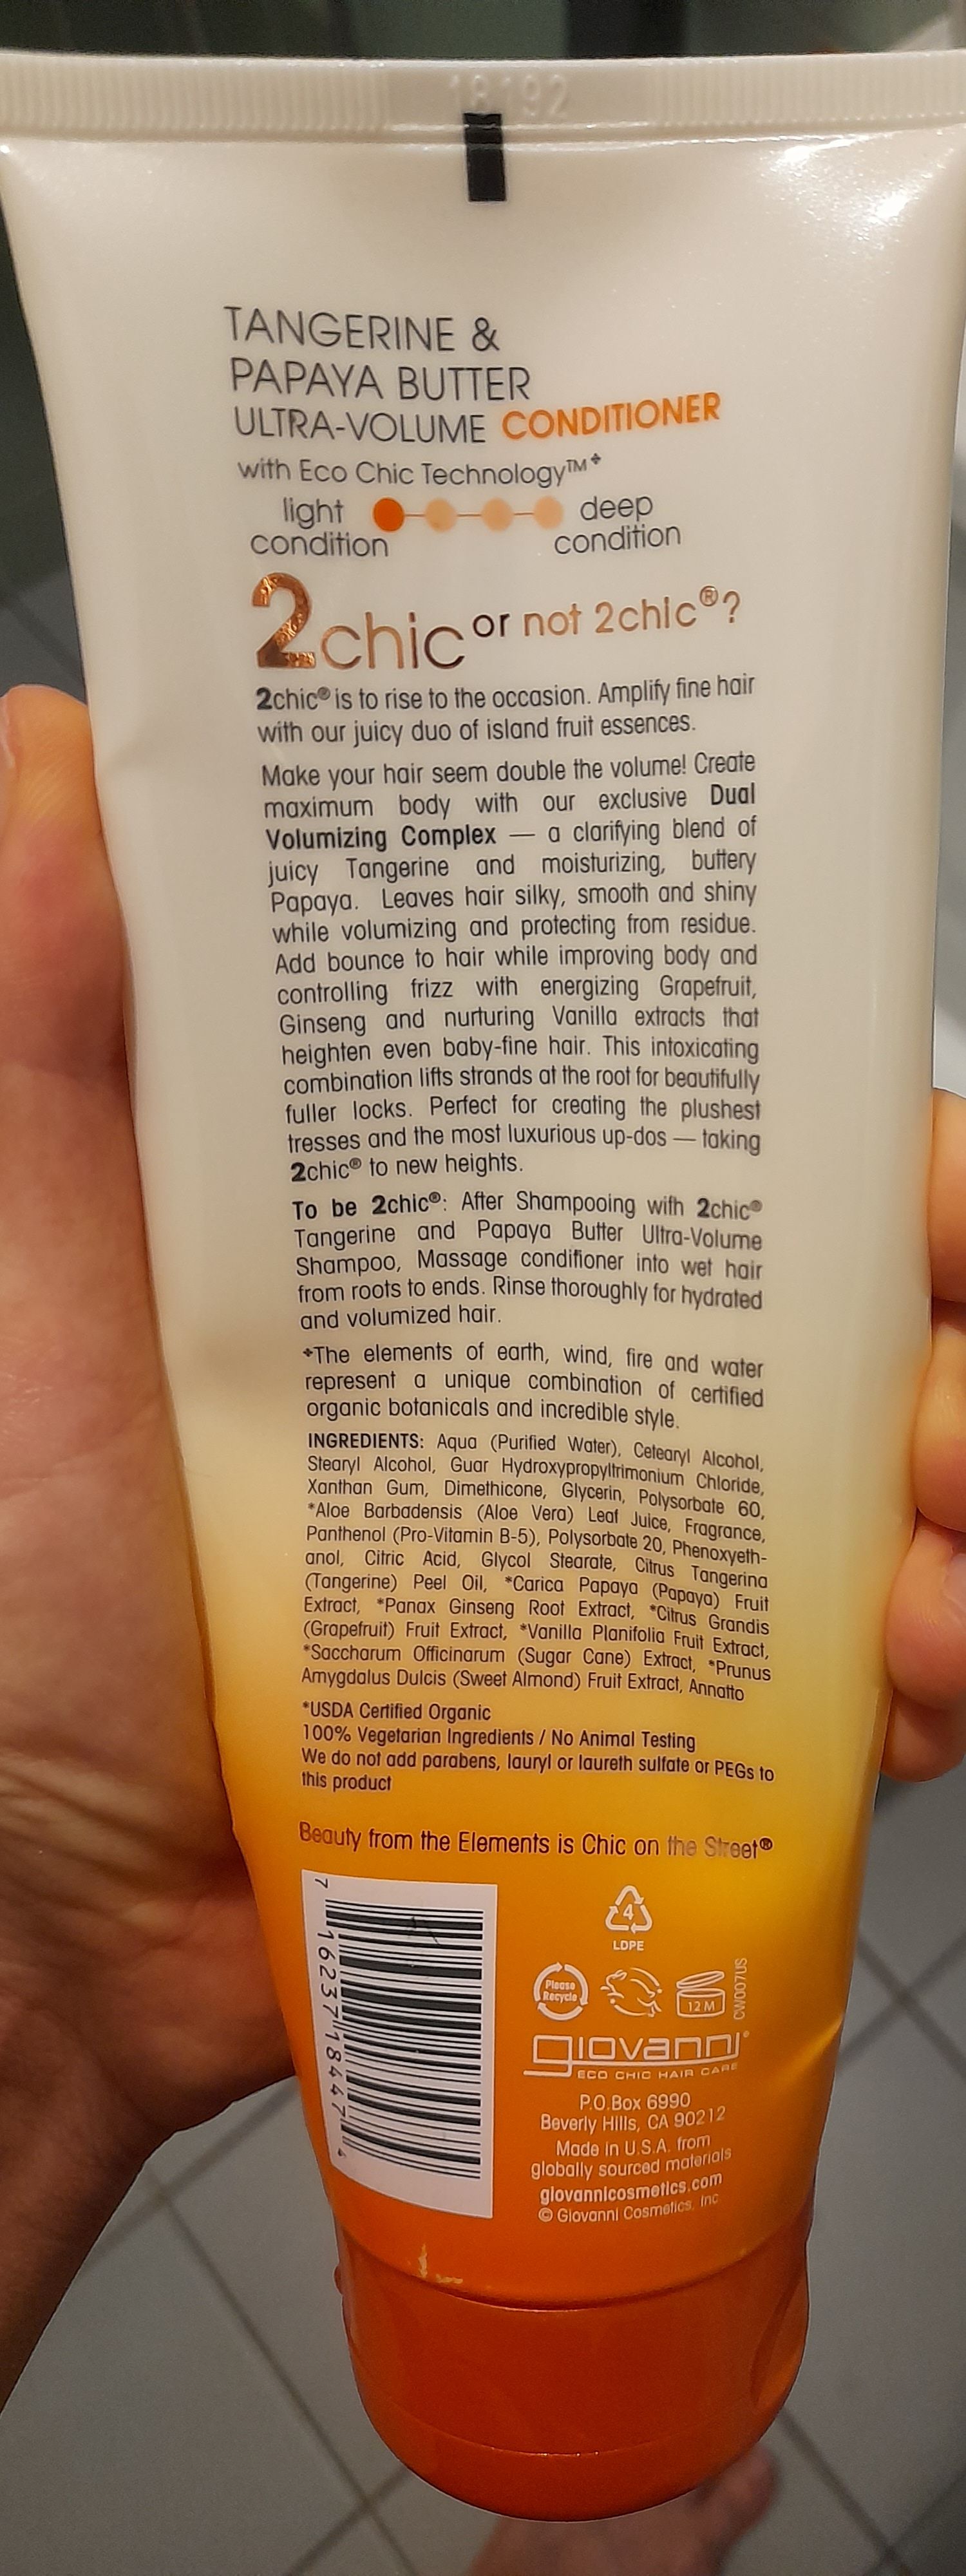 18192
TANGERINE &
PAPAYA BUTTER
ULTRA-VOLUME CONDITIONER
with Eco Chic Technology™✦
light condition
deep condition
2chic or not 2chic®?
2chic® is to rise to the occasion. Amplify fine hair
with our juicy duo of island fruit essences.
Make your hair seem double the volume! Create
maximum body with our exclusive Dual
Volumizing Complex — a clarifying blend of
juicy Tangerine and moisturizing, buttery
Papaya. Leaves hair silky, smooth and shiny
while volumizing and protecting from residue.
Add bounce to hair while improving body and
controlling frizz with energizing Grapefruit,
Ginseng and nurturing Vanilla extracts that
heighten even baby-fine hair. This intoxicating
combination lifts strands at the root for beautifully
fuller locks. Perfect for creating the plushest
tresses and the most luxurious up-dos — taking
2chic® to new heights.
To be 2chic®: After Shampooing with 2chic®
Tangerine and Papaya Butter Ultra-Volume
Shampoo, Massage conditioner into wet hair
from roots to ends. Rinse thoroughly for hydrated
and volumized hair.
✦The elements of earth, wind, fire and water
represent a unique combination of certified
organic botanicals and incredible style.
INGREDIENTS: Aqua (Purified Water), Cetearyl Alcohol,
Stearyl Alcohol, Guar Hydroxypropyltrimonium Chloride,
Xanthan Gum, Dimethicone, Glycerin, Polysorbate 60,
*Aloe Barbadensis (Aloe Vera) Leaf Juice, Fragrance,
Panthenol (Pro-Vitamin B-5), Polysorbate 20, Phenoxyeth-
anol, Citric Acid, Glycol Stearate, Citrus Tangerina
(Tangerine) Peel Oil, *Carica Papaya (Papaya) Fruit
Extract, *Panax Ginseng Root Extract, *Citrus Grandis
(Grapefruit) Fruit Extract, *Vanilla Planifolia Fruit Extract,
*Saccharum Officinarum (Sugar Cane) Extract, *Prunus
Amygdalus Dulcis (Sweet Almond) Fruit Extract, Annatto
*USDA Certified Organic
100% Vegetarian Ingredients / No Animal Testing
We do not add parabens, lauryl or laureth sulfate or PEGs to
this product
Beauty from the Elements is Chic on the Street®
7 16237 18447 4
4
LDPE
Please
Recycle
12 M
CW007US
giovanni®
ECO CHIC HAIR CARE
P.O.Box 6990
Beverly Hills, CA 90212
Made in U.S.A. from
globally sourced materials
giovannicosmetics.com
© Giovanni Cosmetics, Inc